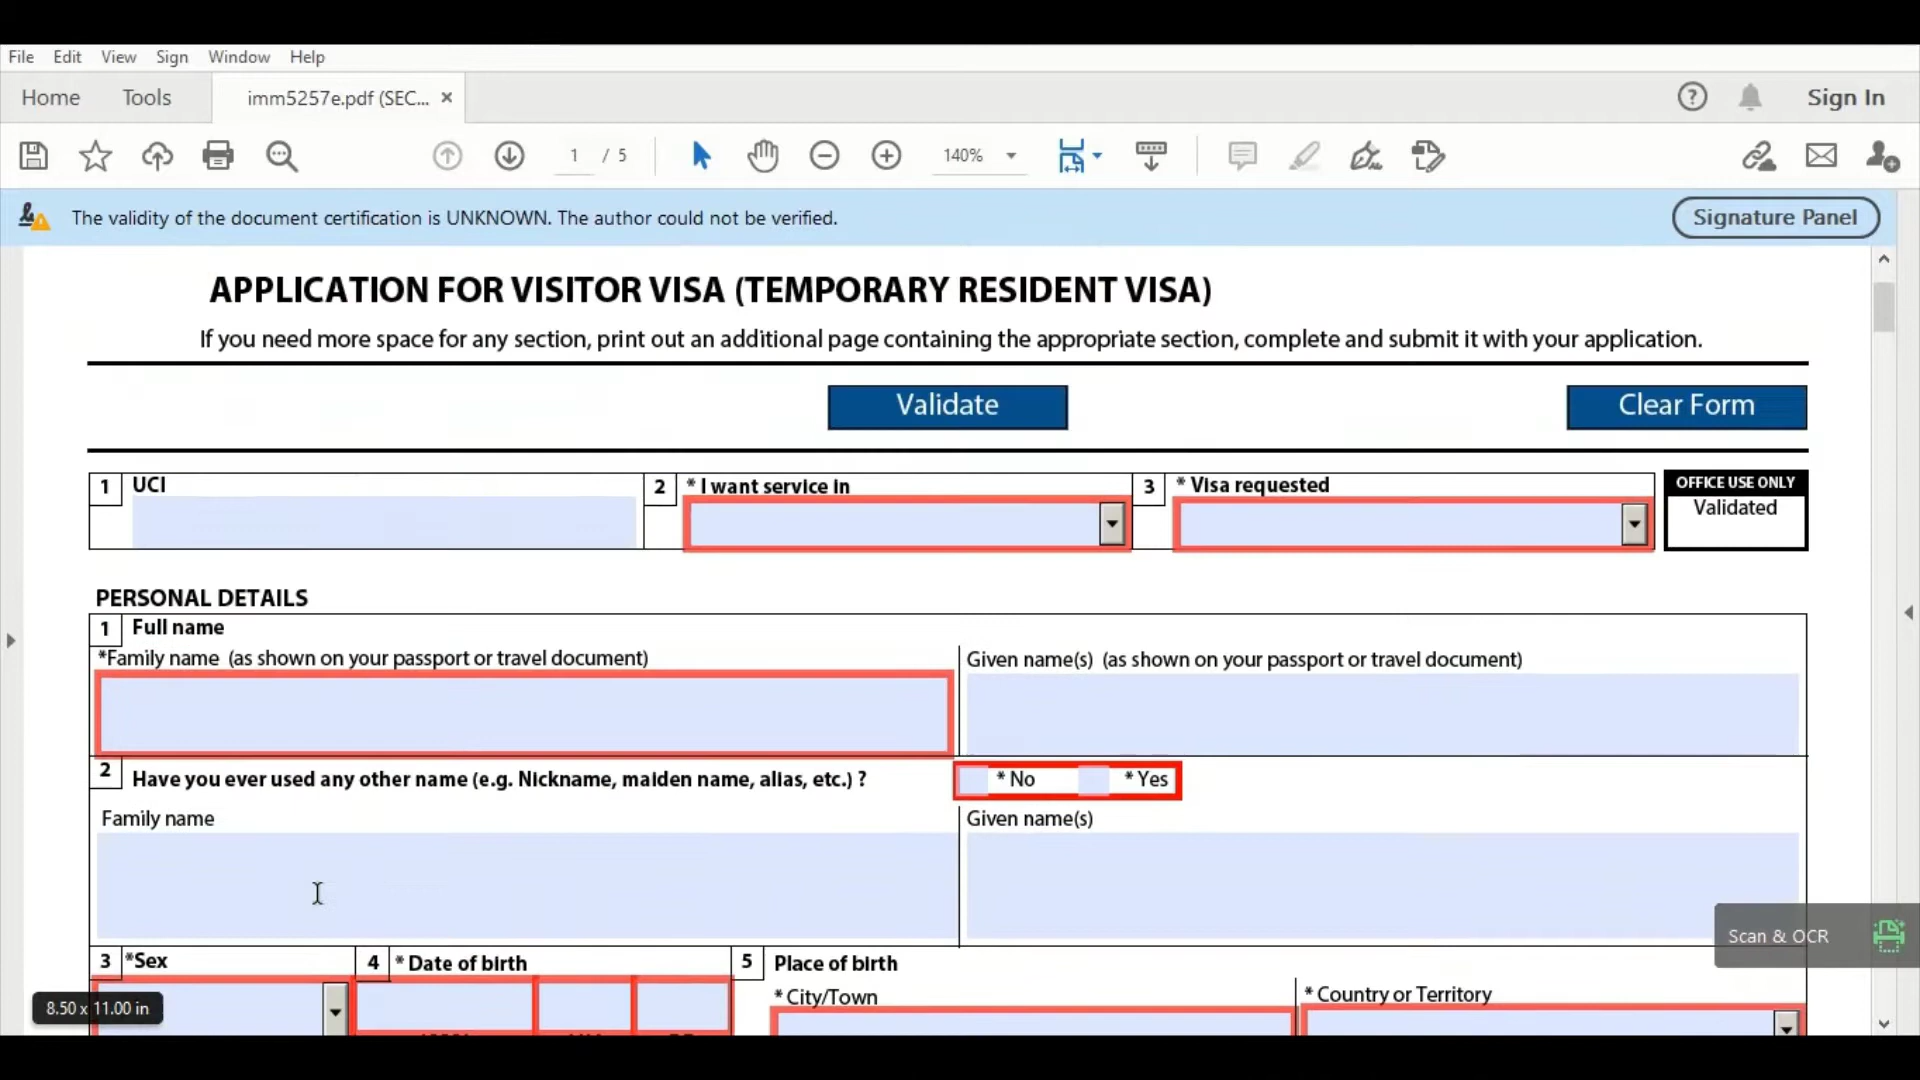 File Edit View Sign Window Help
Home Tools imm5257e.pdf (SEC... × Sign In
1 / 5 140%
The validity of the document certification is UNKNOWN. The author could not be verified. Signature Panel
APPLICATION FOR VISITOR VISA (TEMPORARY RESIDENT VISA)
If you need more space for any section, print out an additional page containing the appropriate section, complete and submit it with your application.
Validate Clear Form
1 UCI 2 * I want service in 3 * Visa requested OFFICE USE ONLY
Validated
PERSONAL DETAILS
1 Full name
*Family name (as shown on your passport or travel document) Given name(s) (as shown on your passport or travel document)
2 Have you ever used any other name (e.g. Nickname, maiden name, alias, etc.) ? * No * Yes
Family name Given name(s)
Scan & OCR
3 *Sex 4 * Date of birth 5 Place of birth
* City/Town * Country or Territory
8.50 x 11.00 in